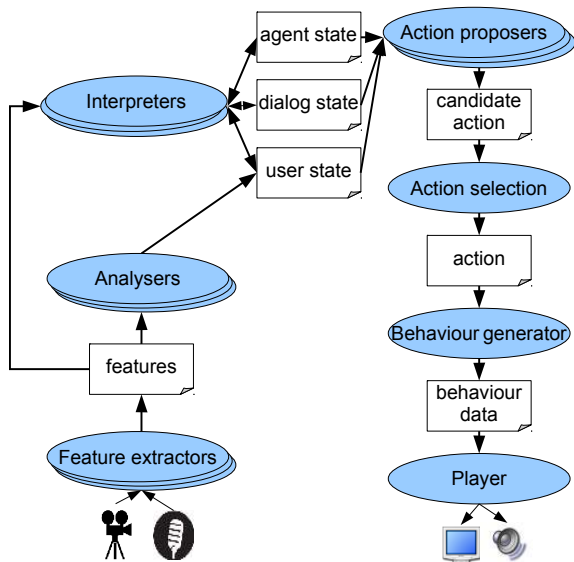 agent state
Action proposers
Interpreters
dialog state
candidate
action
user state
Action selection
Analysers
action
Behaviour generator
features
behaviour
data
Feature extractors
Player